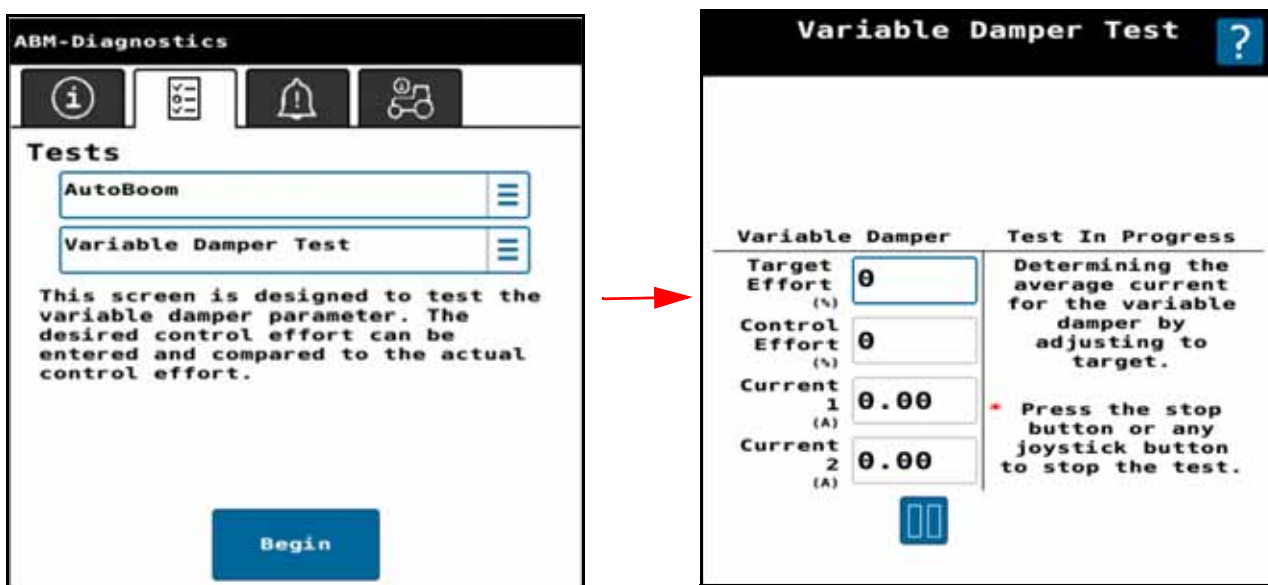 ABM-Diagnostics
Tests
AutoBoom
Variable Damper Test
This screen is designed to test the
variable damper parameter. The
desired control effort can be
entered and compared to the actual
control effort.
Begin
Variable Damper Test
?
Variable Damper
Target
Effort
(%)
0
Control
Effort
(%)
0
Current
1
(A)
0.00
Current
2
(A)
0.00
Test In Progress
Determining the
average current
for the variable
damper by
adjusting to
target.
* Press the stop
button or any
joystick button
to stop the test.